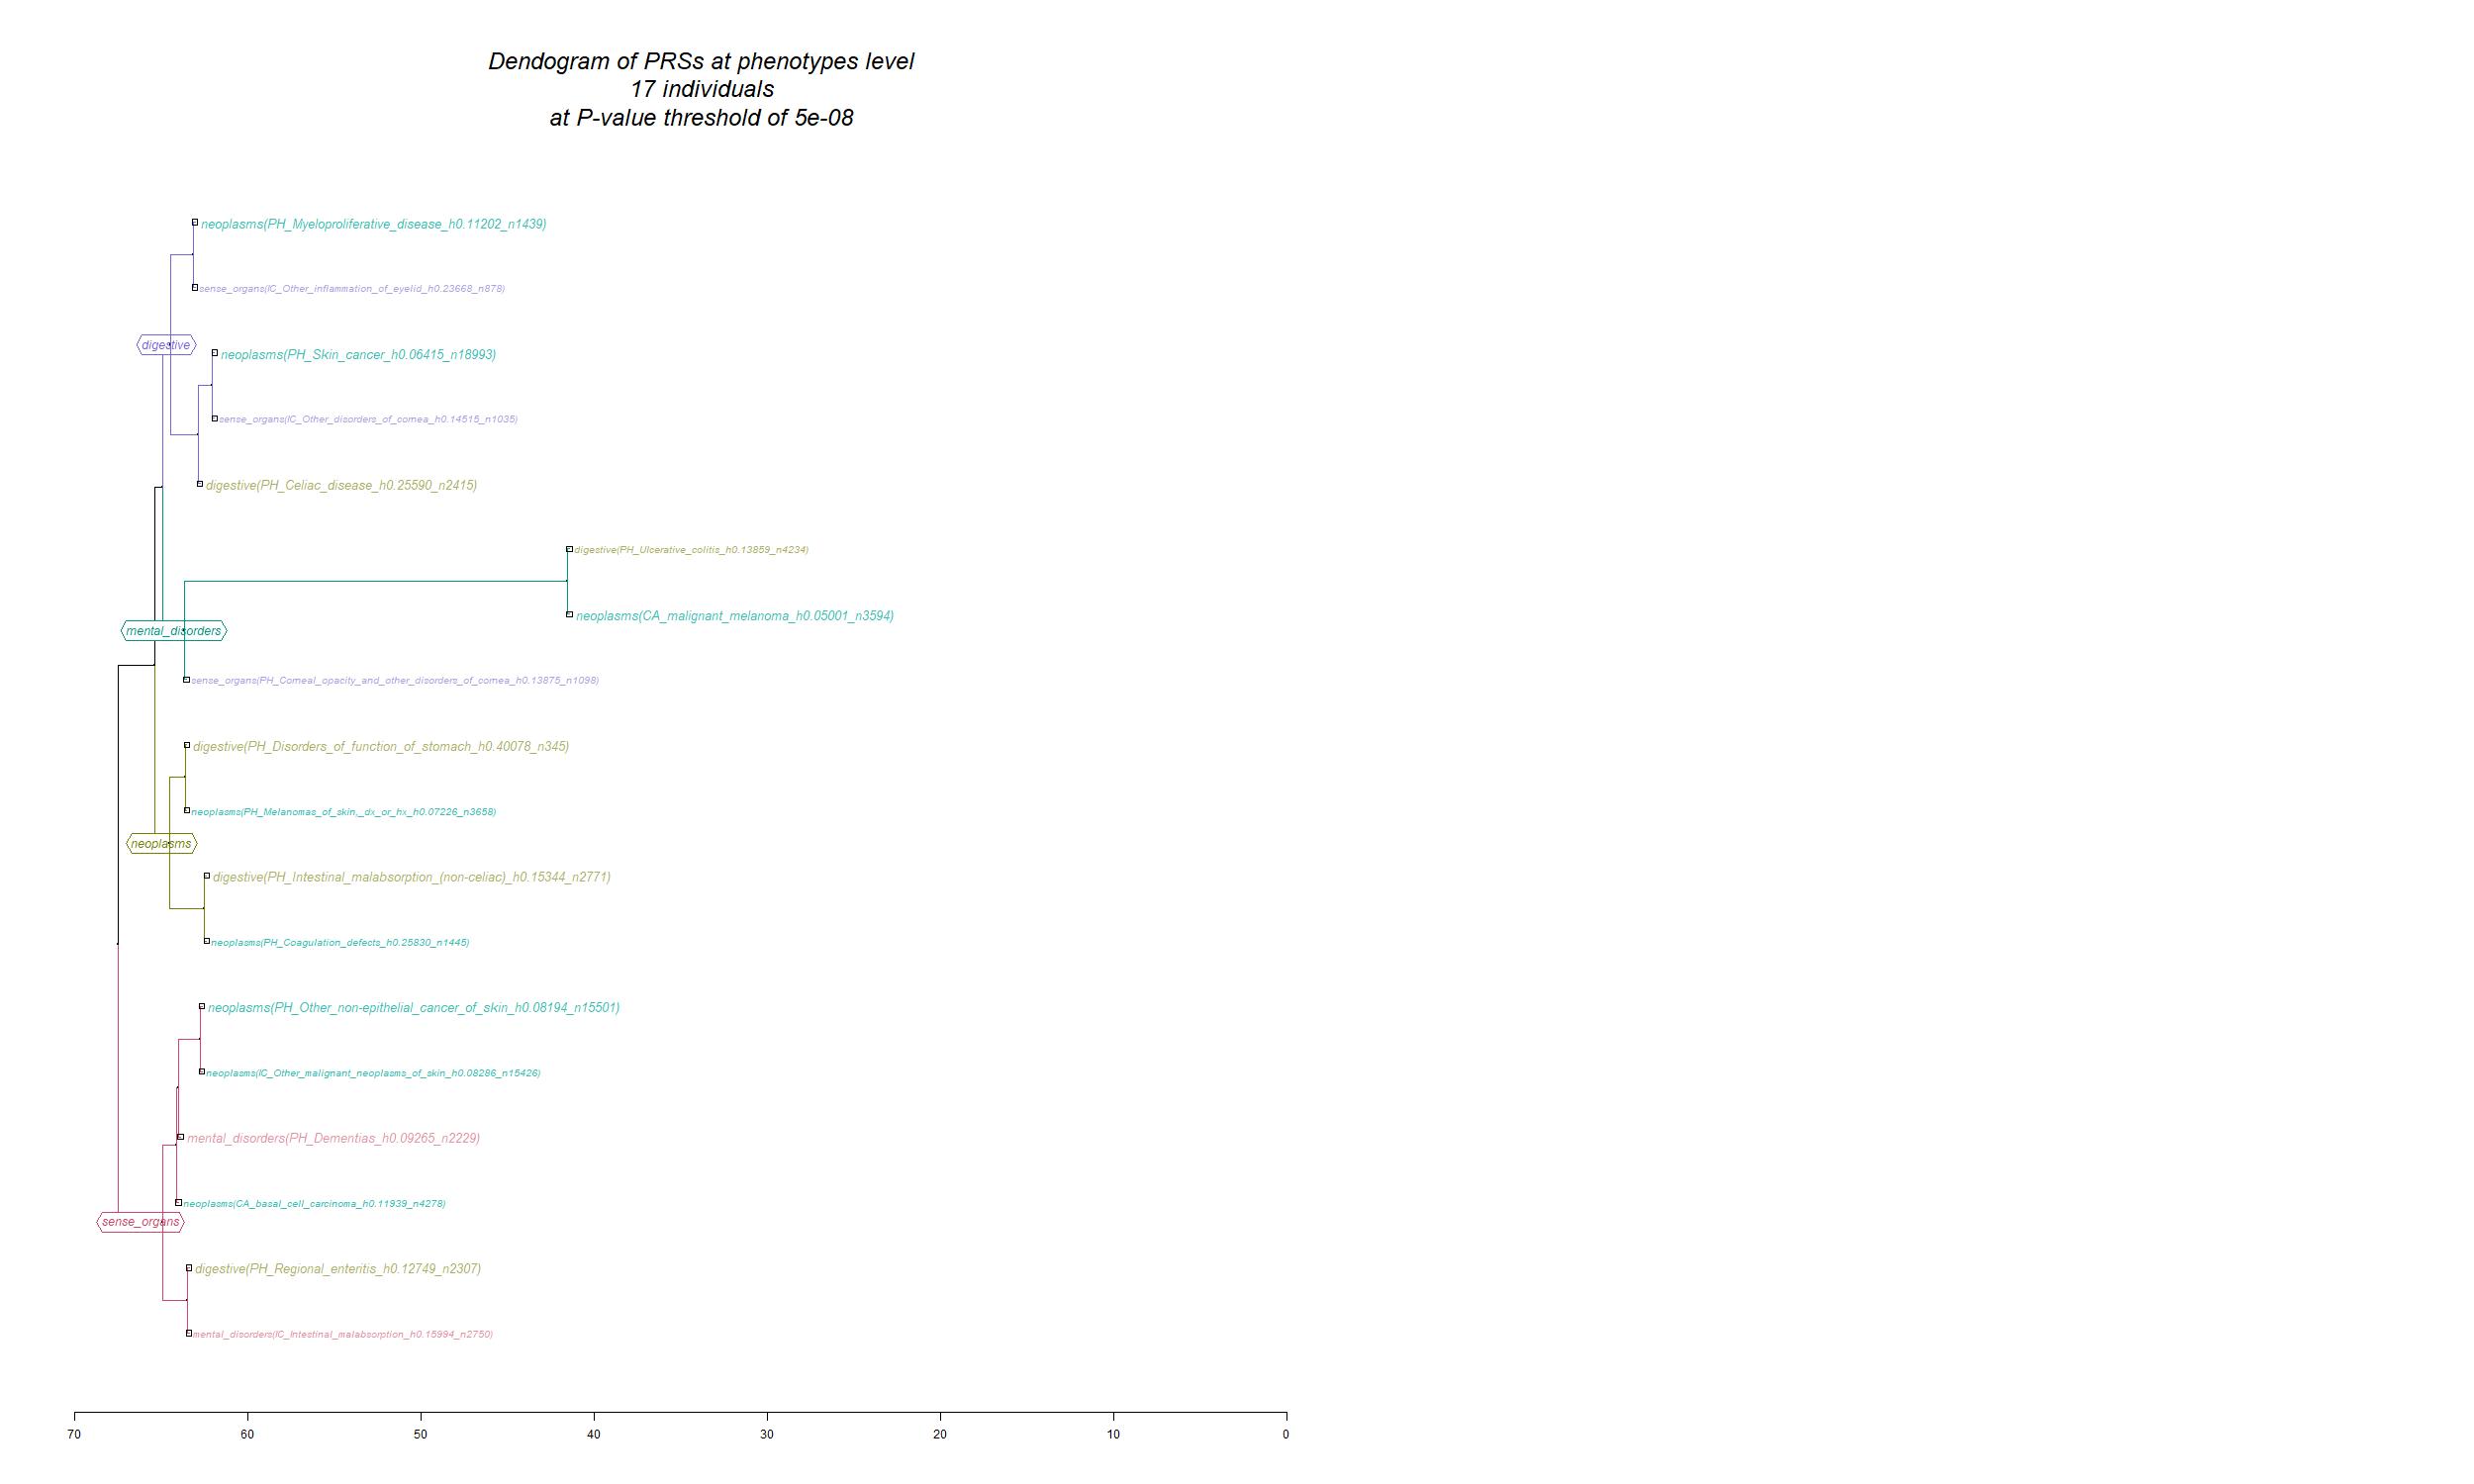 Dendogram of PRSs at phenotypes level
17 individuals
at P-value threshold of 5e-08
neoplasms(PH_Myeloproliferative_disease_h0.11202_n1439)
sense_organs(IC_Other_inflammation_of_eyelid_h0.23668_n878)
digestive
neoplasms(PH_Skin_cancer_h0.06415_n18993)
sense_organs(IC_Other_disorders_of_cornea_h0.14515_n1035)
digestive(PH_Celiac_disease_h0.25590_n2415)
digestive(PH_Ulcerative_colitis_h0.13859_n4234)
neoplasms(CA_malignant_melanoma_h0.05001_n3594)
mental_disorders
sense_organs(PH_Corneal_opacity_and_other_disorders_of_cornea_h0.13875_n1098)
digestive(PH_Disorders_of_function_of_stomach_h0.40078_n345)
neoplasms(PH_Melanomas_of_skin,_dx_or_hx_h0.07226_n3658)
neoplasms
digestive(PH_Intestinal_malabsorption_(non-celiac)_h0.15344_n2771)
neoplasms(PH_Coagulation_defects_h0.25830_n1445)
neoplasms(PH_Other_non-epithelial_cancer_of_skin_h0.08194_n15501)
neoplasms(IC_Other_malignant_neoplasms_of_skin_h0.08286_n15426)
mental_disorders(PH_Dementias_h0.09265_n2229)
neoplasms(CA_basal_cell_carcinoma_h0.11939_n4278)
sense_organs
digestive(PH_Regional_enteritis_h0.12749_n2307)
mental_disorders(IC_Intestinal_malabsorption_h0.15994_n2750)
70 60 50 40 30 20 10 0